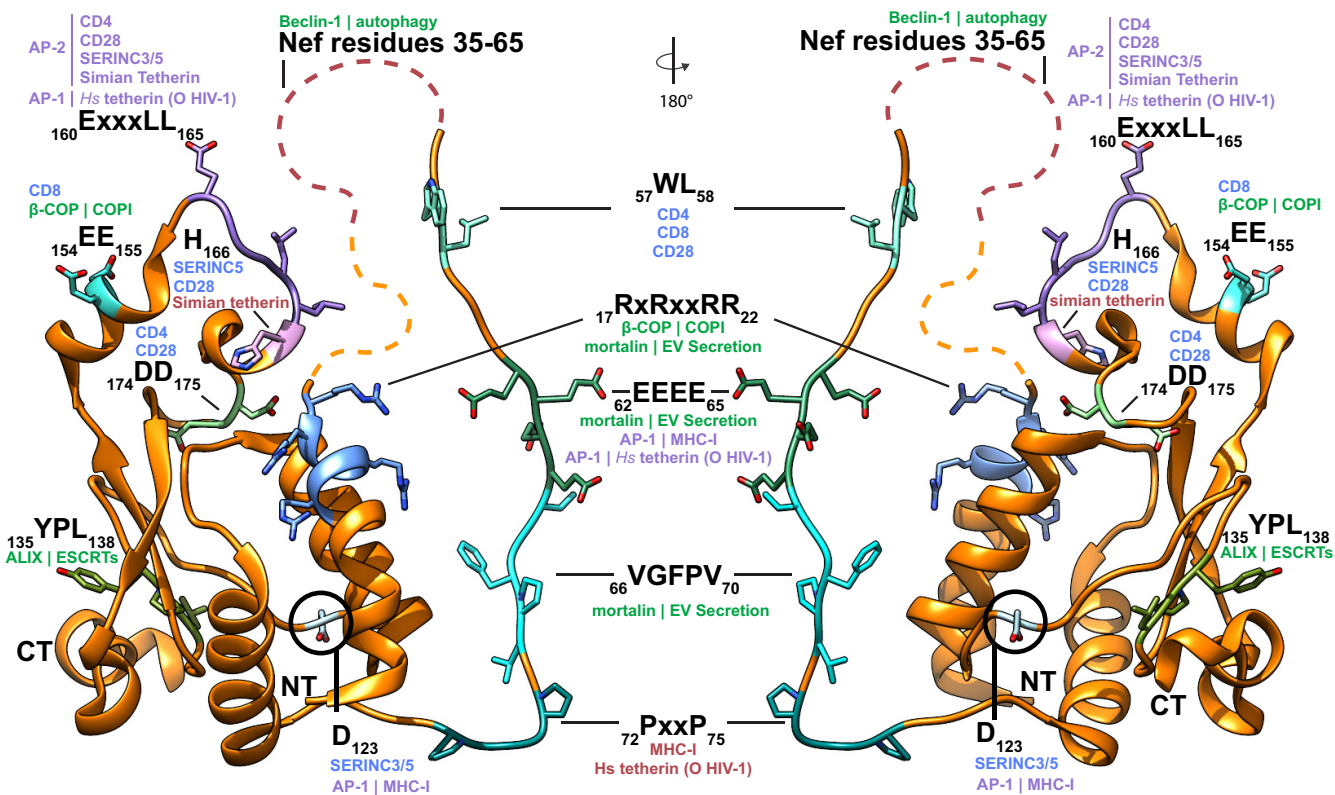 Beclin-1 | autophagy
Nef residues 35-65
AP-2
CD4
CD28
SERINC3/5
Simian Tetherin
AP-1 | Hs tetherin (O HIV-1)
160ExxxLL165
CD8
β-COP | COPI
154EE155
H166
SERINC5
CD28
Simian tetherin
CD4
CD28
174DD175
135YPL138
ALIX | ESCRTs
CT
NT
D123
SERINC3/5
AP-1 | MHC-I
180°
57WL58
CD4
CD8
CD28
17RxRxxRR22
β-COP | COPI
mortalin | EV Secretion
62EEEE65
mortalin | EV Secretion
AP-1 | MHC-I
AP-1 | Hs tetherin (O HIV-1)
66VGFPV70
mortalin | EV Secretion
72PxxP75
MHC-I
Hs tetherin (O HIV-1)
Beclin-1 | autophagy
Nef residues 35-65
AP-2
CD4
CD28
SERINC3/5
Simian Tetherin
AP-1 | Hs tetherin (O HIV-1)
160ExxxLL165
CD8
β-COP | COPI
154EE155
H166
SERINC5
CD28
simian tetherin
CD4
CD28
174DD175
135YPL138
ALIX | ESCRTs
NT
CT
D123
SERINC3/5
AP-1 | MHC-I